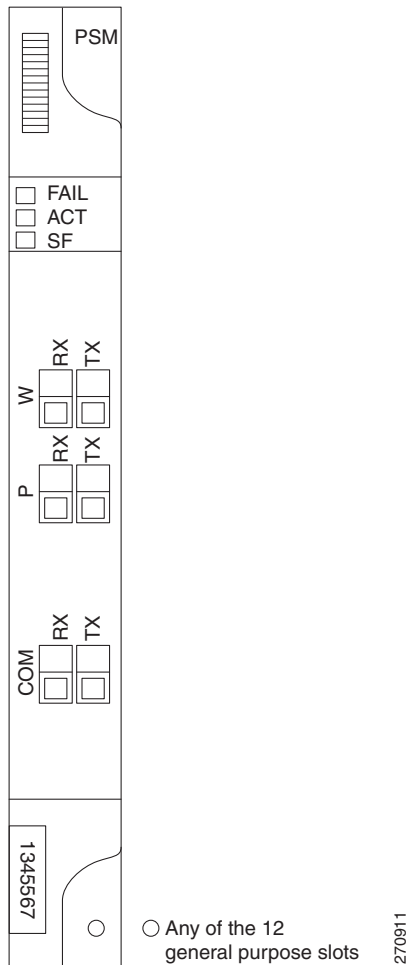 PSM
FAIL
ACT
SF
W
RX
TX
P
RX
TX
COM
RX
TX
1345567
Any of the 12
general purpose slots
270911